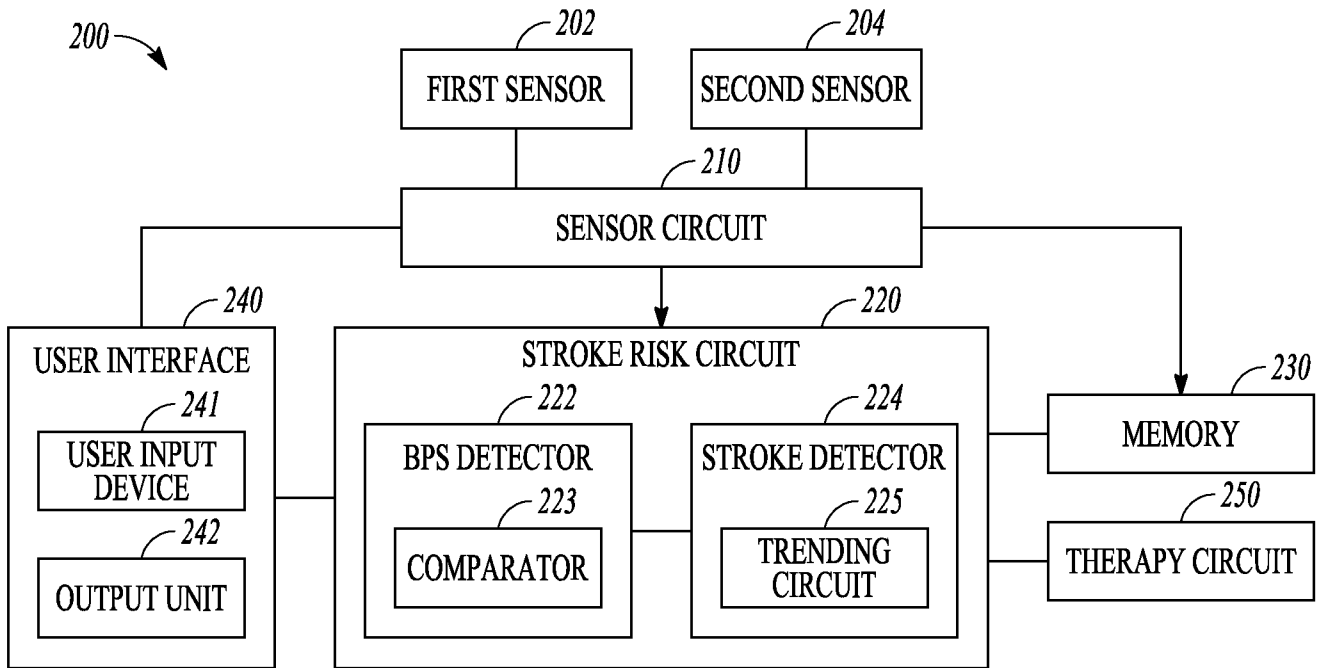 200
202
FIRST SENSOR
204
SECOND SENSOR
210
SENSOR CIRCUIT
240
USER INTERFACE
241
USER INPUT
DEVICE
242
OUTPUT UNIT
220
STROKE RISK CIRCUIT
222
BPS DETECTOR
223
COMPARATOR
224
STROKE DETECTOR
225
TRENDING
CIRCUIT
230
MEMORY
250
THERAPY CIRCUIT